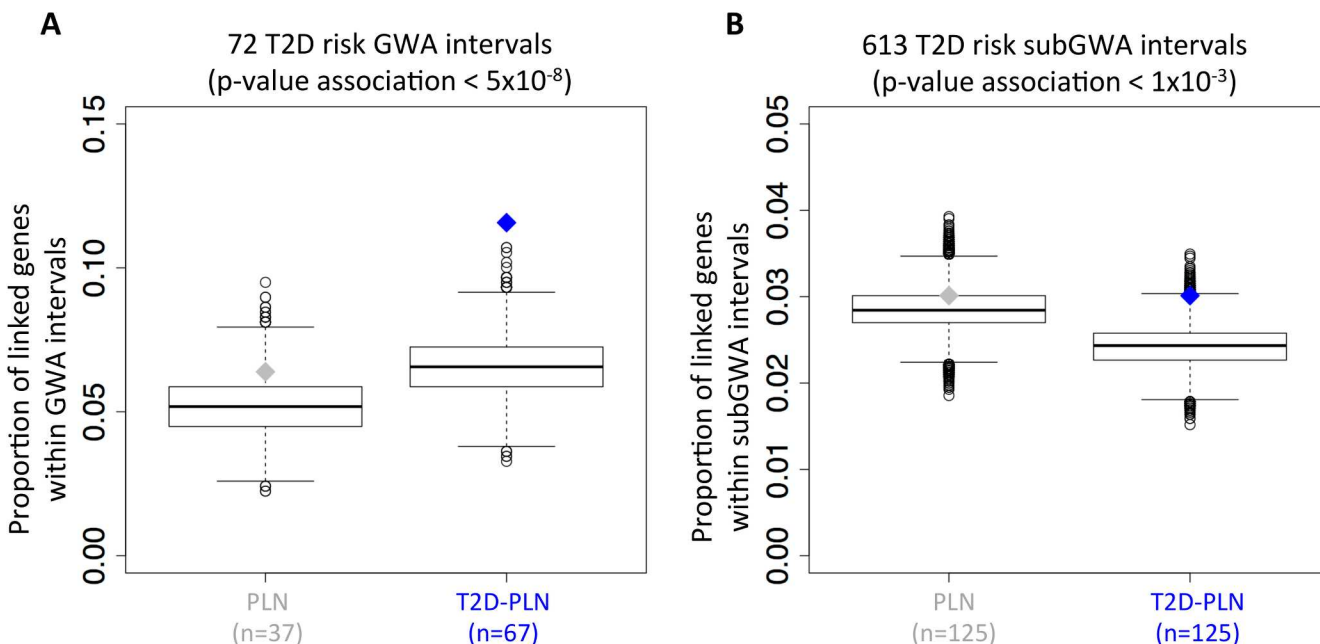 A
72 T2D risk GWA intervals
(p-value association < 5x10⁻⁸)
Proportion of linked genes
within GWA intervals
0.15
0.10
0.05
0.00
PLN
(n=37)
T2D-PLN
(n=67)
B
613 T2D risk subGWA intervals
(p-value association < 1x10⁻³)
Proportion of linked genes
within subGWA intervals
0.05
0.04
0.03
0.02
0.01
0.00
PLN
(n=125)
T2D-PLN
(n=125)